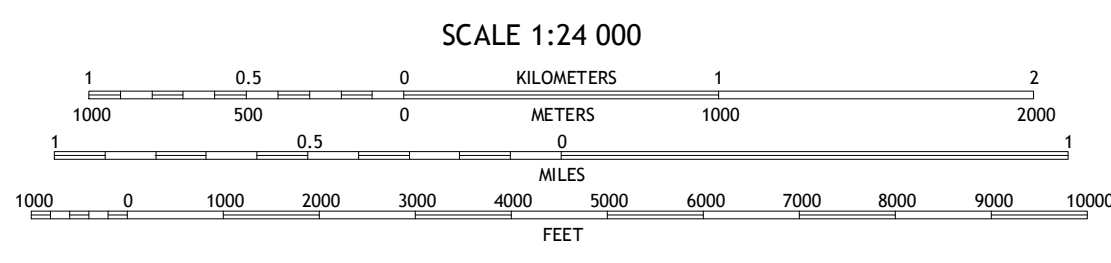 SCALE 1:24 000
1 0.5 0 KILOMETERS 1 2
1000 500 0 METERS 1000 2000
1 0.5 0 1
MILES
1000 0 1000 2000 3000 4000 5000 6000 7000 8000 9000 10000
FEET